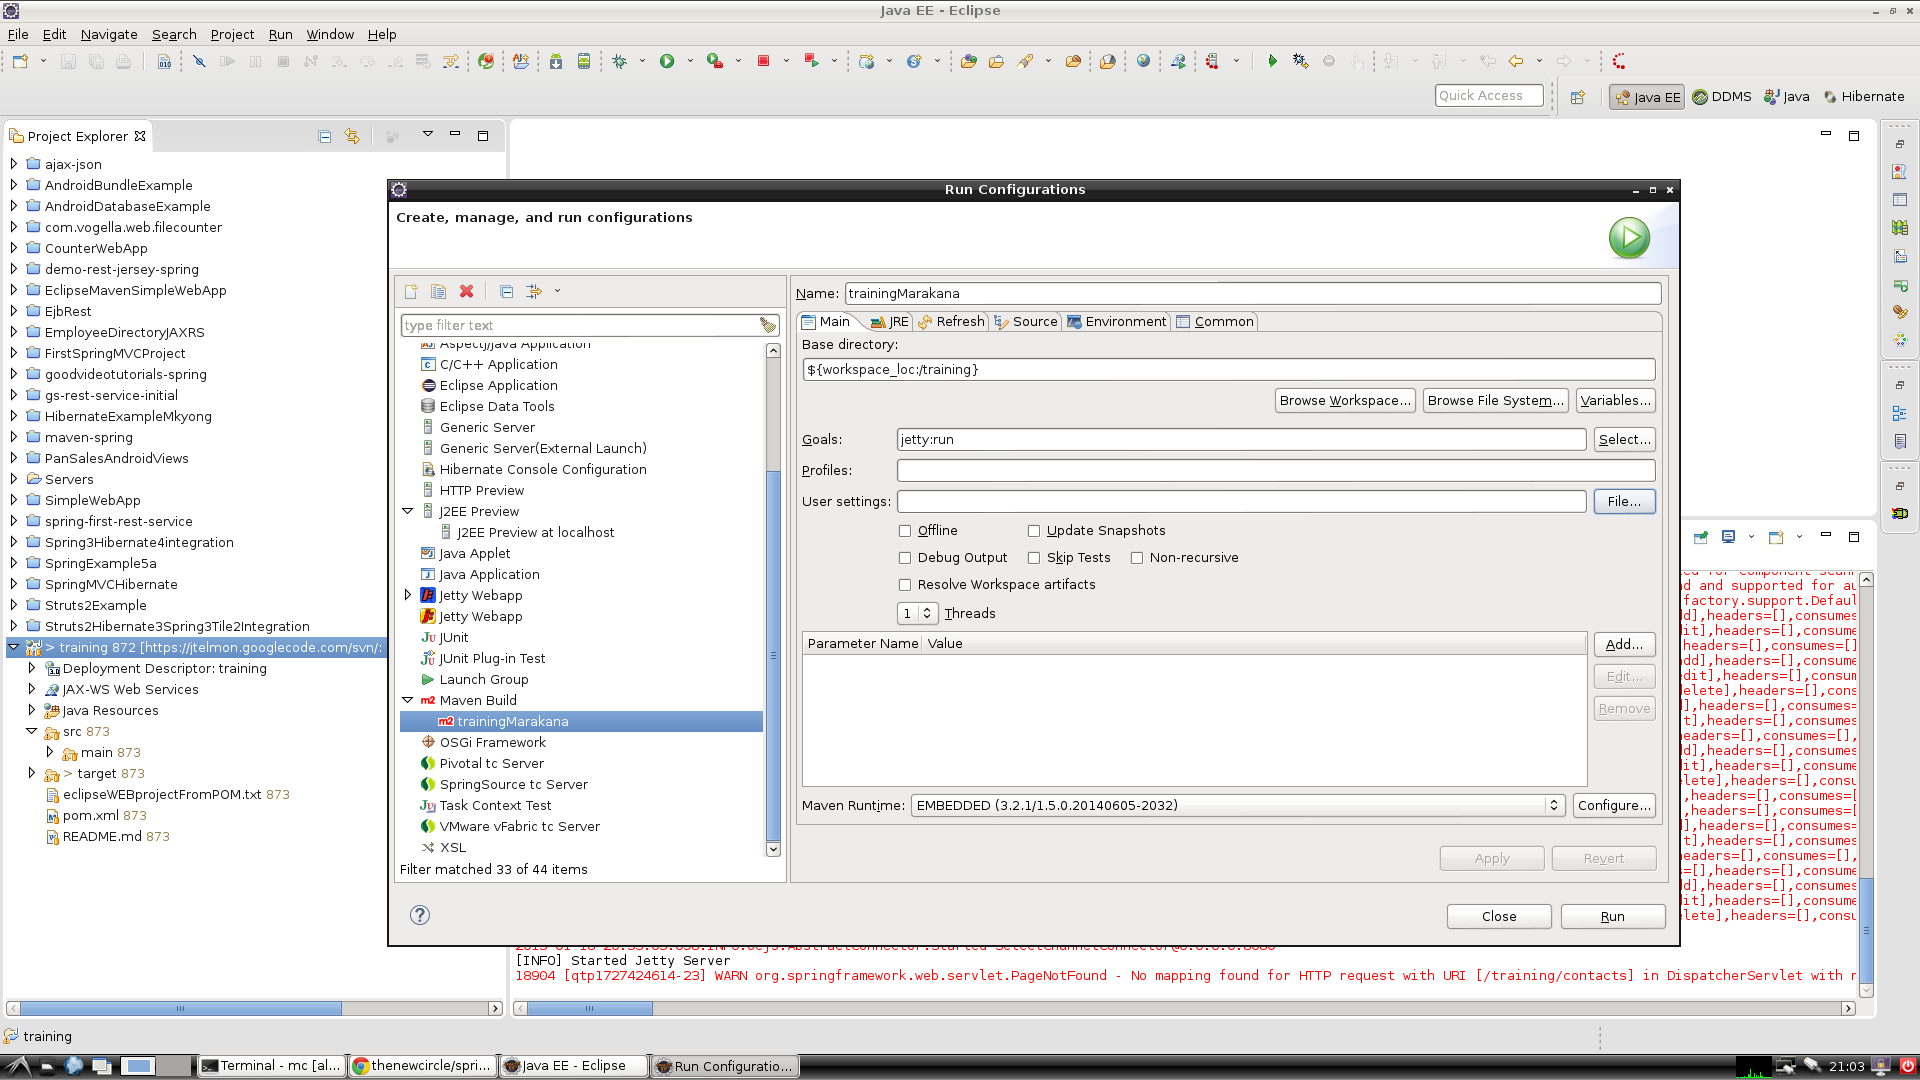 Java EE - Eclipse
File Edit Navigate Search Project Run Window Help
Quick Access
Java EE DDMS Java Hibernate
Project Explorer
ajax-json
AndroidBundleExample
AndroidDatabaseExample
com.vogella.web.filecounter
CounterWebApp
demo-rest-jersey-spring
EclipseMavenSimpleWebApp
EjbRest
EmployeeDirectoryJAXRS
FirstSpringMVCProject
goodvideotutorials-spring
gs-rest-service-initial
HibernateExampleMkyong
maven-spring
PanSalesAndroidViews
Servers
SimpleWebApp
spring-first-rest-service
Spring3Hibernate4integration
SpringExample5a
SpringMVCHibernate
Struts2Example
Struts2Hibernate3Spring3Tile2Integration
> training 872 [https://jtelmon.googlecode.com/svn/:
Deployment Descriptor: training
JAX-WS Web Services
Java Resources
src 873
main 873
> target 873
eclipseWEBprojectFromPOM.txt 873
pom.xml 873
README.md 873
Run Configurations
Create, manage, and run configurations
type filter text
AspectJ/Java Application
C/C++ Application
Eclipse Application
Eclipse Data Tools
Generic Server
Generic Server(External Launch)
Hibernate Console Configuration
HTTP Preview
J2EE Preview
J2EE Preview at localhost
Java Applet
Java Application
Jetty Webapp
Jetty Webapp
JUnit
JUnit Plug-in Test
Launch Group
Maven Build
trainingMarakana
OSGi Framework
Pivotal tc Server
SpringSource tc Server
Task Context Test
VMware vFabric tc Server
XSL
Filter matched 33 of 44 items
Name: trainingMarakana
Main JRE Refresh Source Environment Common
Base directory:
${workspace_loc:/training}
Browse Workspace... Browse File System... Variables...
Goals: jetty:run Select...
Profiles:
User settings: File...
Offline Update Snapshots
Debug Output Skip Tests Non-recursive
Resolve Workspace artifacts
1 Threads
Parameter Name Value
Add...
Edit...
Remove
Maven Runtime: EMBEDDED (3.2.1/1.5.0.20140605-2032) Configure...
Apply Revert
Close Run
d and supported for au
factory.support.Defaul
d],headers=[],consumes
it],headers=[],consume
headers=[],consumes=[]
dd],headers=[],consume
edit],headers=[],consu
elete],headers=[],cons
d],headers=[],consumes
t],headers=[],consumes
eaders=[],consumes=[],
d],headers=[],consumes
it],headers=[],consume
lete],headers=[],consu
],headers=[],consumes=
eaders=[],consumes=[],
d],headers=[],consumes
t],headers=[],consumes
eaders=[],consumes=[],
=[],headers=[],consume
d],headers=[],consumes
it],headers=[],consume
lete],headers=[],consu
[INFO] Started Jetty Server
18904 [qtp1727424614-23] WARN org.springframework.web.servlet.PageNotFound - No mapping found for HTTP request with URI [/training/contacts] in DispatcherServlet with n
training
Terminal - mc [al... thenewcircle/spri... Java EE - Eclipse Run Configuratio... 21:03